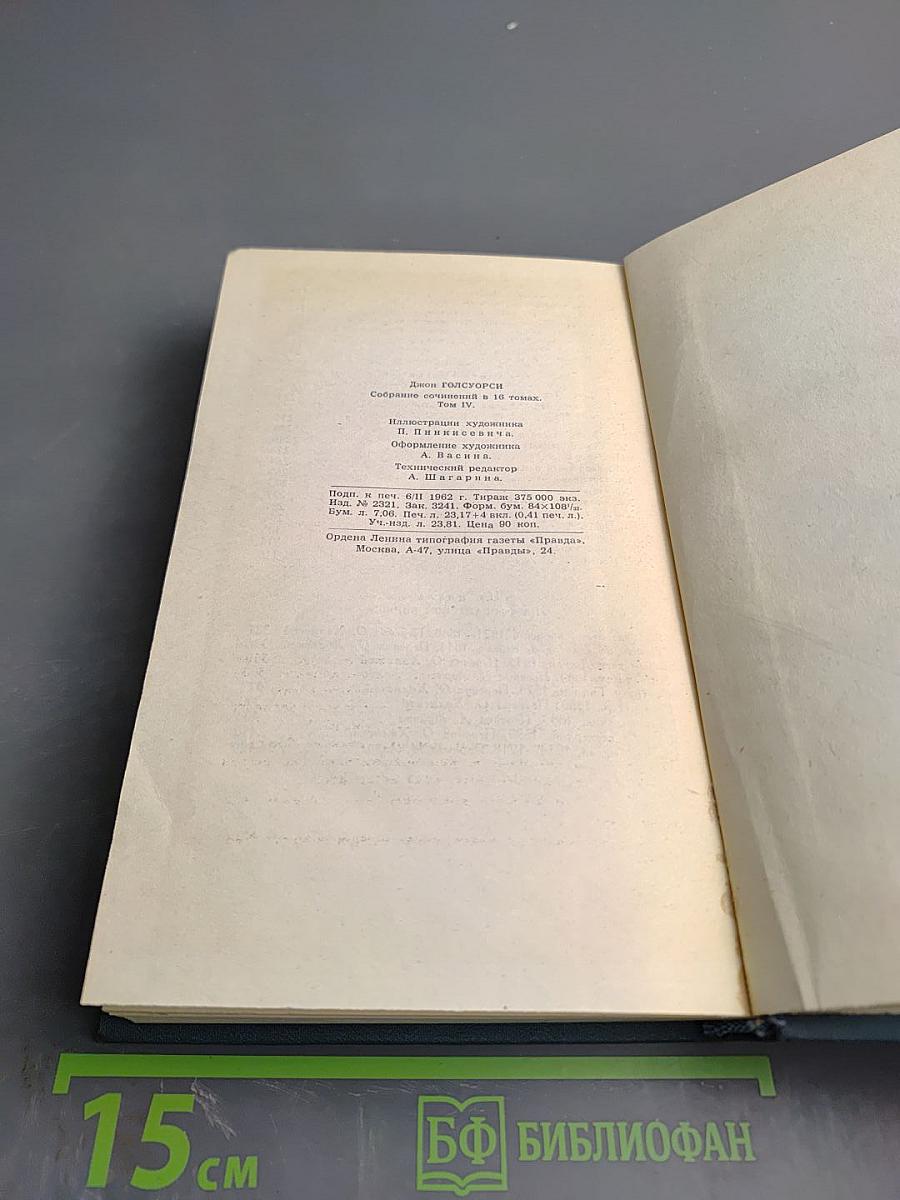 Джон ГОЛСУОРСИ
Собрание сочинений в 16 томах.
Том IV.
Иллюстрации художника
П. Пинкисевича.
Оформление художника
А. Васина.
Технический редактор
А. Шагарина.
Подп. к печ. 6/II 1962 г. Тираж 375 000 экз.
Изд. № 2321. Зак. 3241. Форм. бум. 84×108¹/₃₂.
Бум. л. 7,06. Печ. л. 23,17+4 вкл. (0,41 печ. л.).
Уч.-изд. л. 23,81. Цена 90 коп.
Ордена Ленина типография газеты «Правда».
Москва, А-47, улица «Правды», 24.
15 см
БФ БИБЛИОФАН